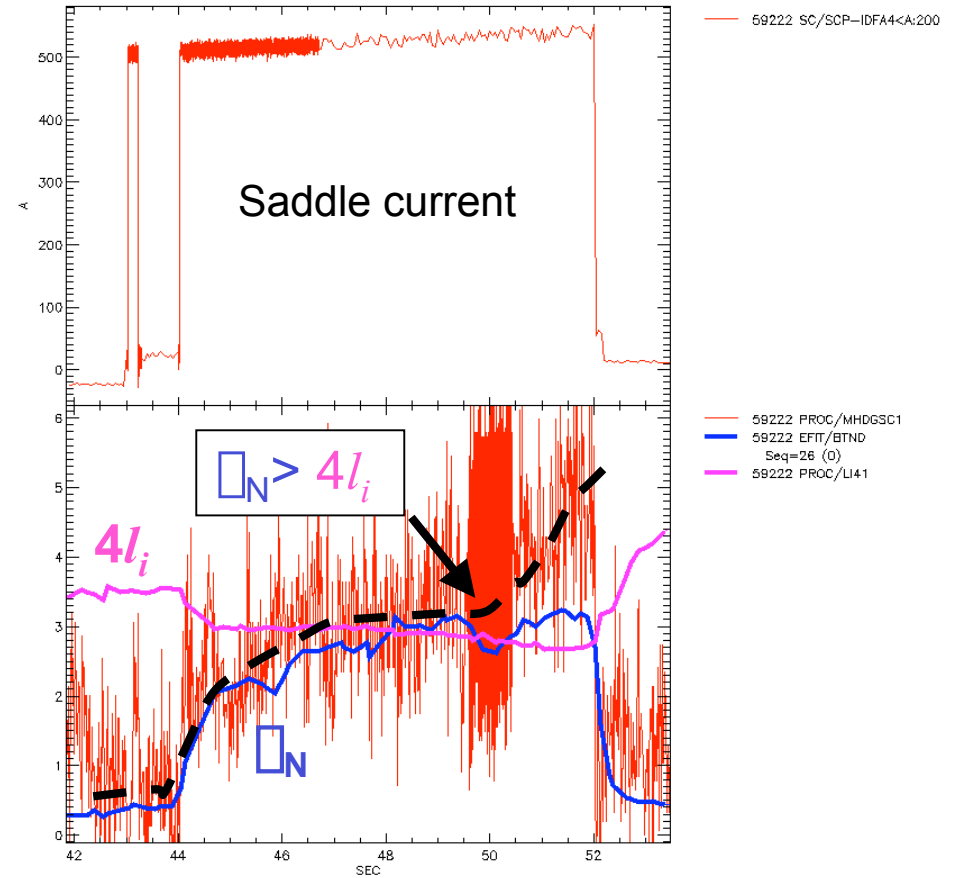 59222 SC/SCP-IDFA4<A:200
500
400
300
200
100
0
A
Saddle current
59222 PROC/MHDGSC1
59222 EFIT/BTND
Seq=26 (0)
59222 PROC/LI41
6
5
4
3
2
1
0
□N> 4li
4li
□N
42 44 46 48 50 52
SEC